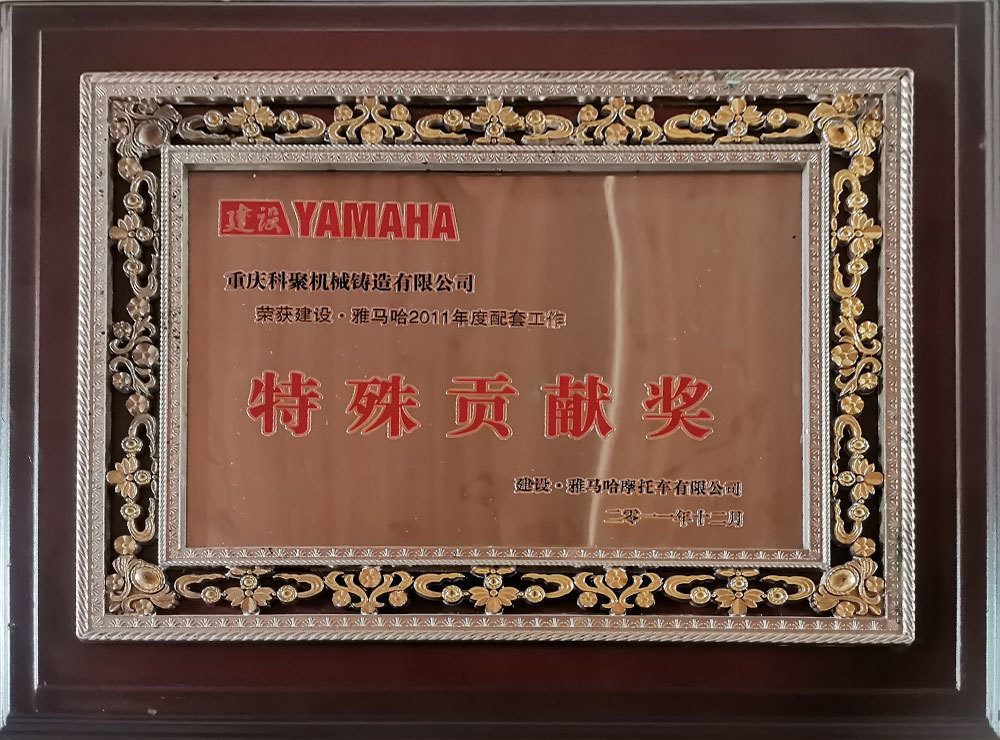 建设 YAMAHA
重庆科聚机械铸造有限公司
荣获建设·雅马哈2011年度配套工作
特殊贡献奖
建设·雅马哈摩托车有限公司
二零一一年十二月